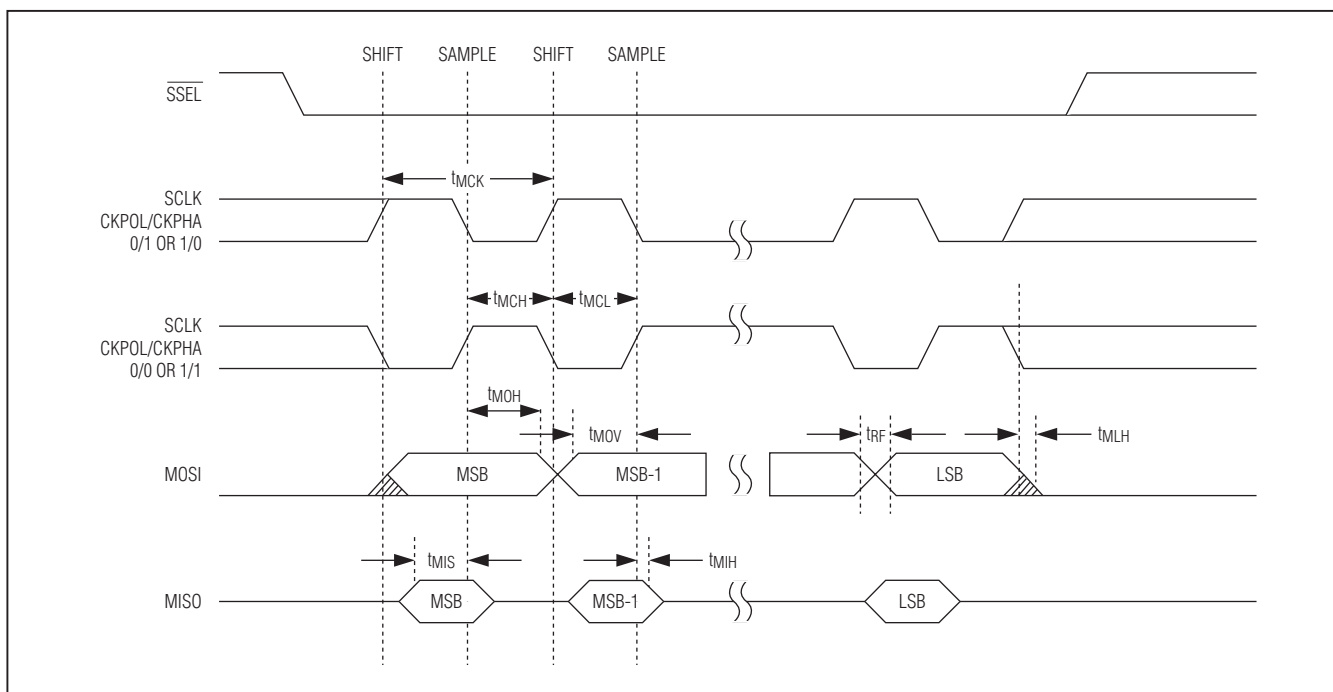 SHIFT SAMPLE SHIFT SAMPLE
SSEL
tMCK
SCLK
CKPOL/CKPHA
0/1 OR 1/0
tMCH tMCL
SCLK
CKPOL/CKPHA
0/0 OR 1/1
tMOH
tMOV tRF tMLH
MOSI MSB MSB-1 LSB
tMIS tMIH
MISO MSB MSB-1 LSB